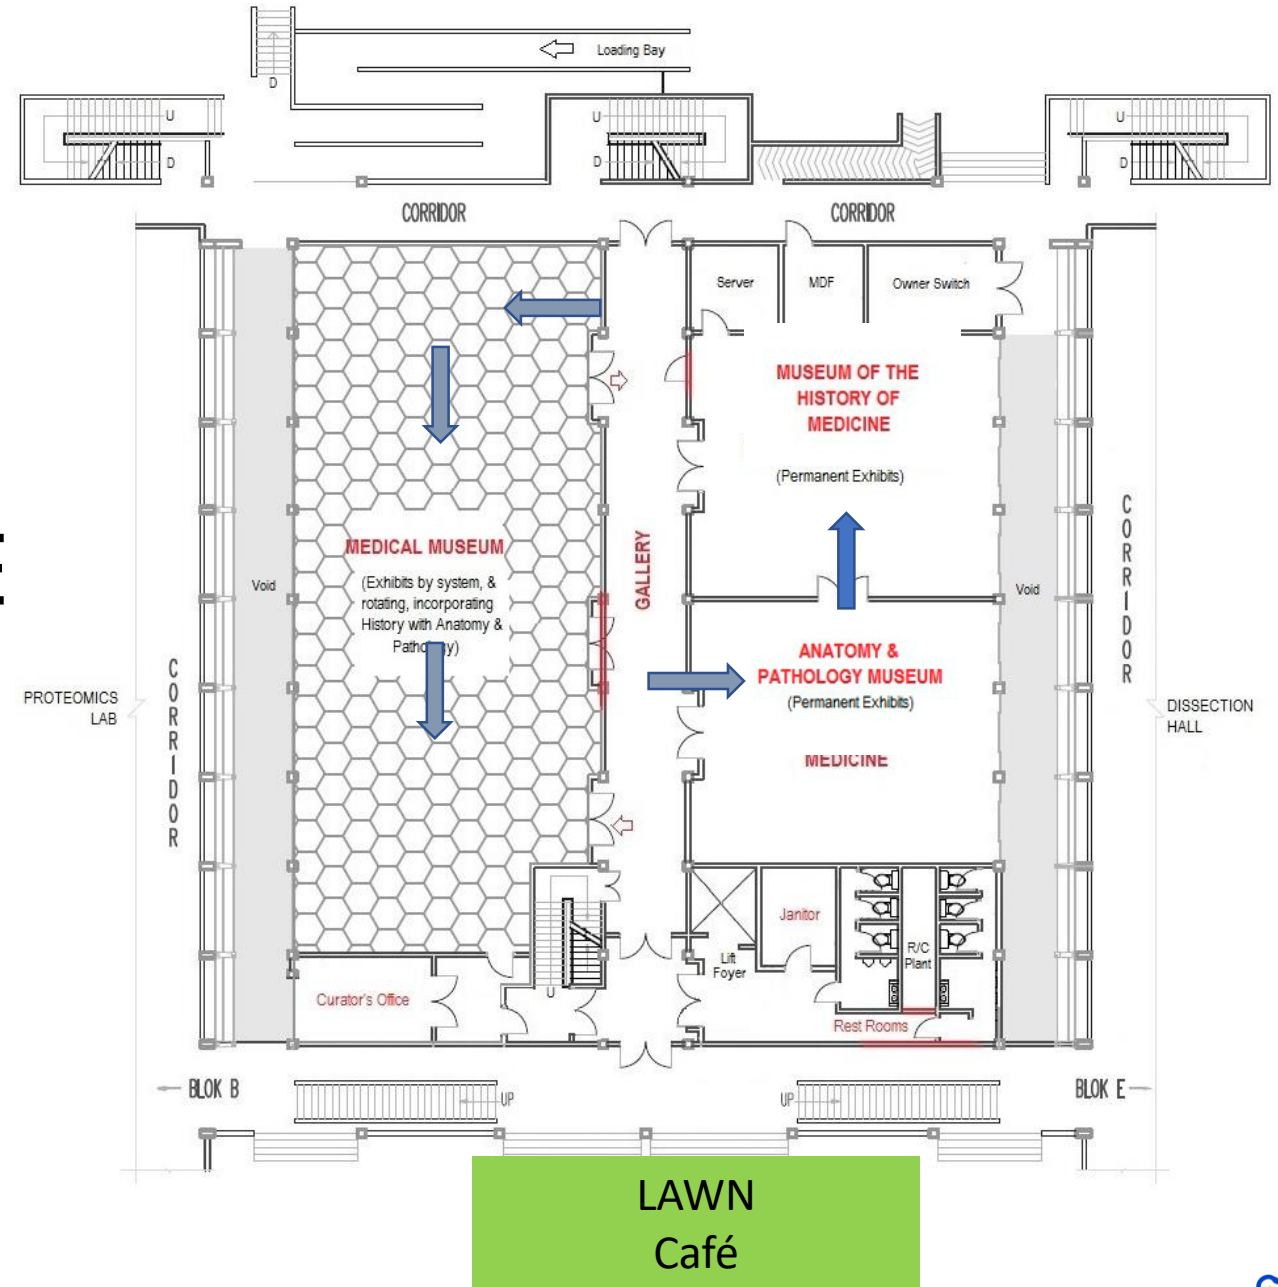 Loading Bay
D
U
D
U
D
U
D
CORRIDOR
CORRIDOR
Server
MDF
Owner Switch
MUSEUM OF THE
HISTORY OF
MEDICINE
(Permanent Exhibits)
MEDICAL MUSEUM
(Exhibits by system, &
rotating, incorporating
History with Anatomy &
GALLERY
Void
Void
CORRIDOR
CORRIDOR
ANATOMY &
PATHOLOGY MUSEUM
(Permanent Exhibits)
MEDICINE
PROTEOMICS
LAB
DISSECTION
HALL
Janitor
Lift
Foyer
R/C
Plant
Curator's Office
U
Rest Rooms
BLOK B
UP
UP
BLOK E
LAWN
Café